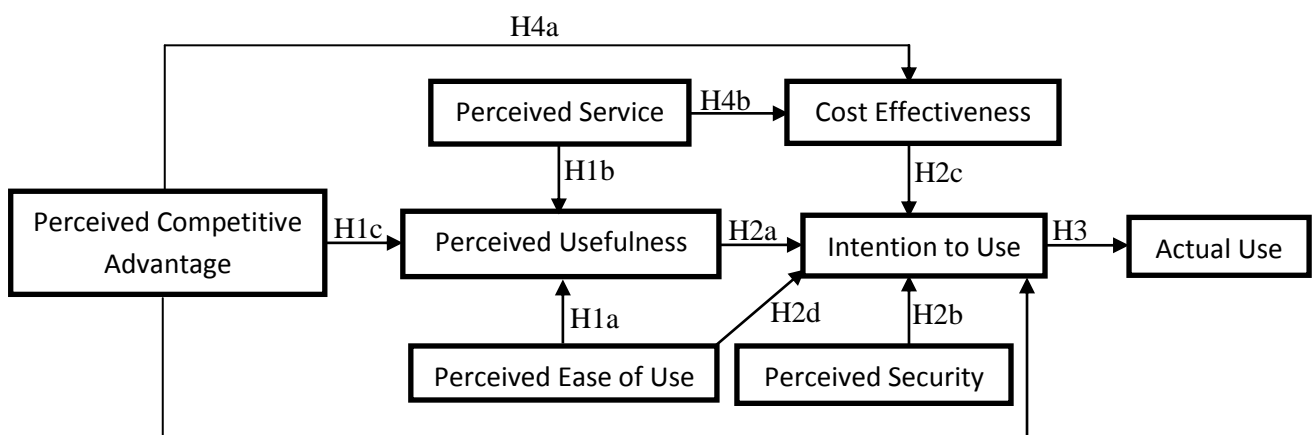 H4a
Perceived Service
H4b
Cost Effectiveness
H1b
H2c
Perceived Competitive
Advantage
H1c
Perceived Usefulness
H2a
Intention to Use
H3
Actual Use
H1a
H2d
H2b
Perceived Ease of Use
Perceived Security